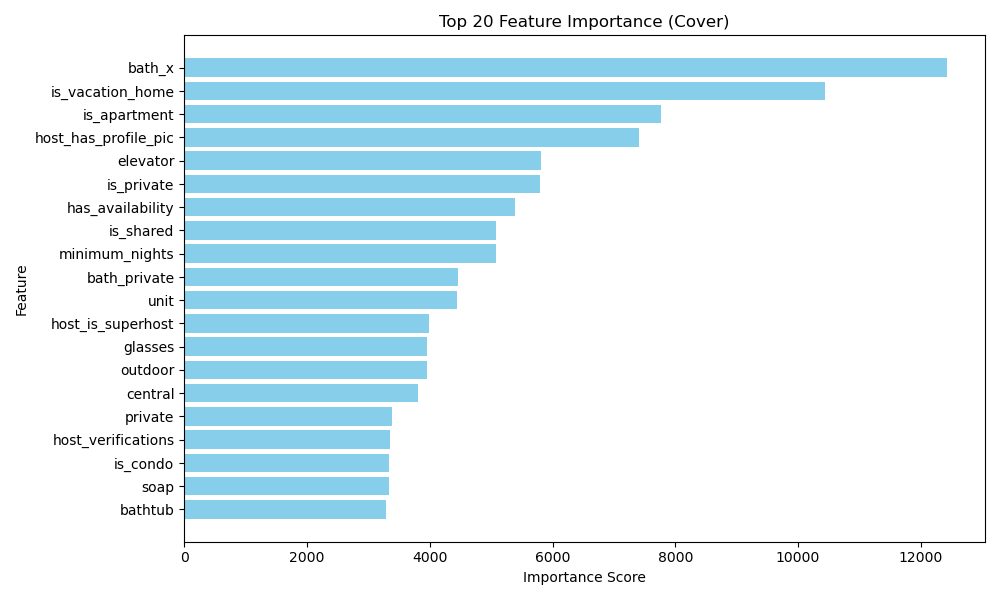 Top 20 Feature Importance (Cover)
bath_x
is_vacation_home
is_apartment
host_has_profile_pic
elevator
is_private
has_availability
is_shared
minimum_nights
bath_private
unit
host_is_superhost
glasses
outdoor
central
private
host_verifications
is_condo
soap
bathtub
Feature
0 2000 4000 6000 8000 10000 12000
Importance Score